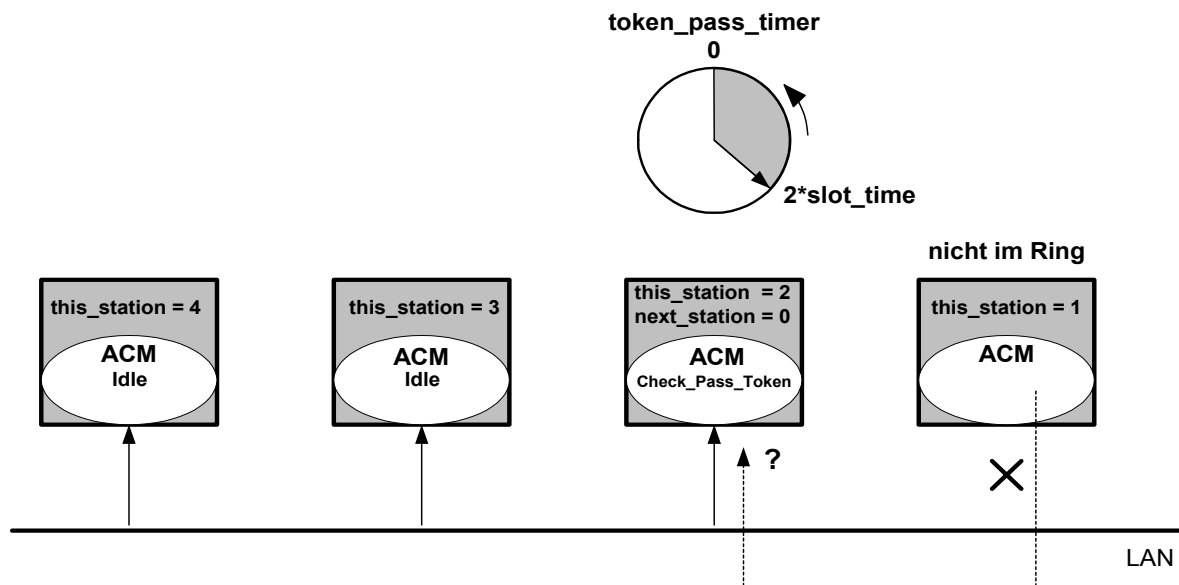 token_pass_timer
0
2*slot_time
nicht im Ring
this_station = 4
ACM
Idle
this_station = 3
ACM
Idle
this_station = 2
next_station = 0
ACM
Check_Pass_Token
this_station = 1
ACM
?
LAN